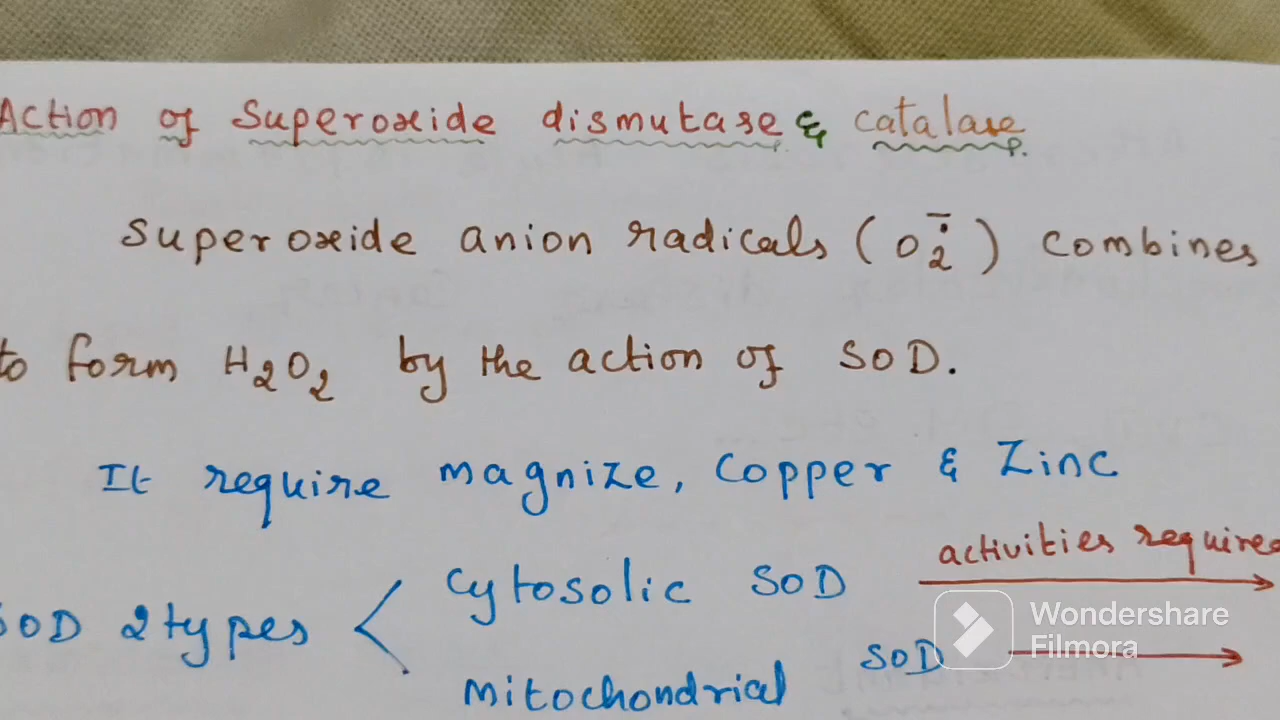 Action of Superoxide dismutase & catalase
Superoxide anion radicals (O₂̄̇) combines
to form H₂O₂ by the action of SOD.
It require magnize, Copper & Zinc
activities requires
SOD 2 types < Cytosolic SOD →
mitochondrial SOD →
Wondershare
Filmora